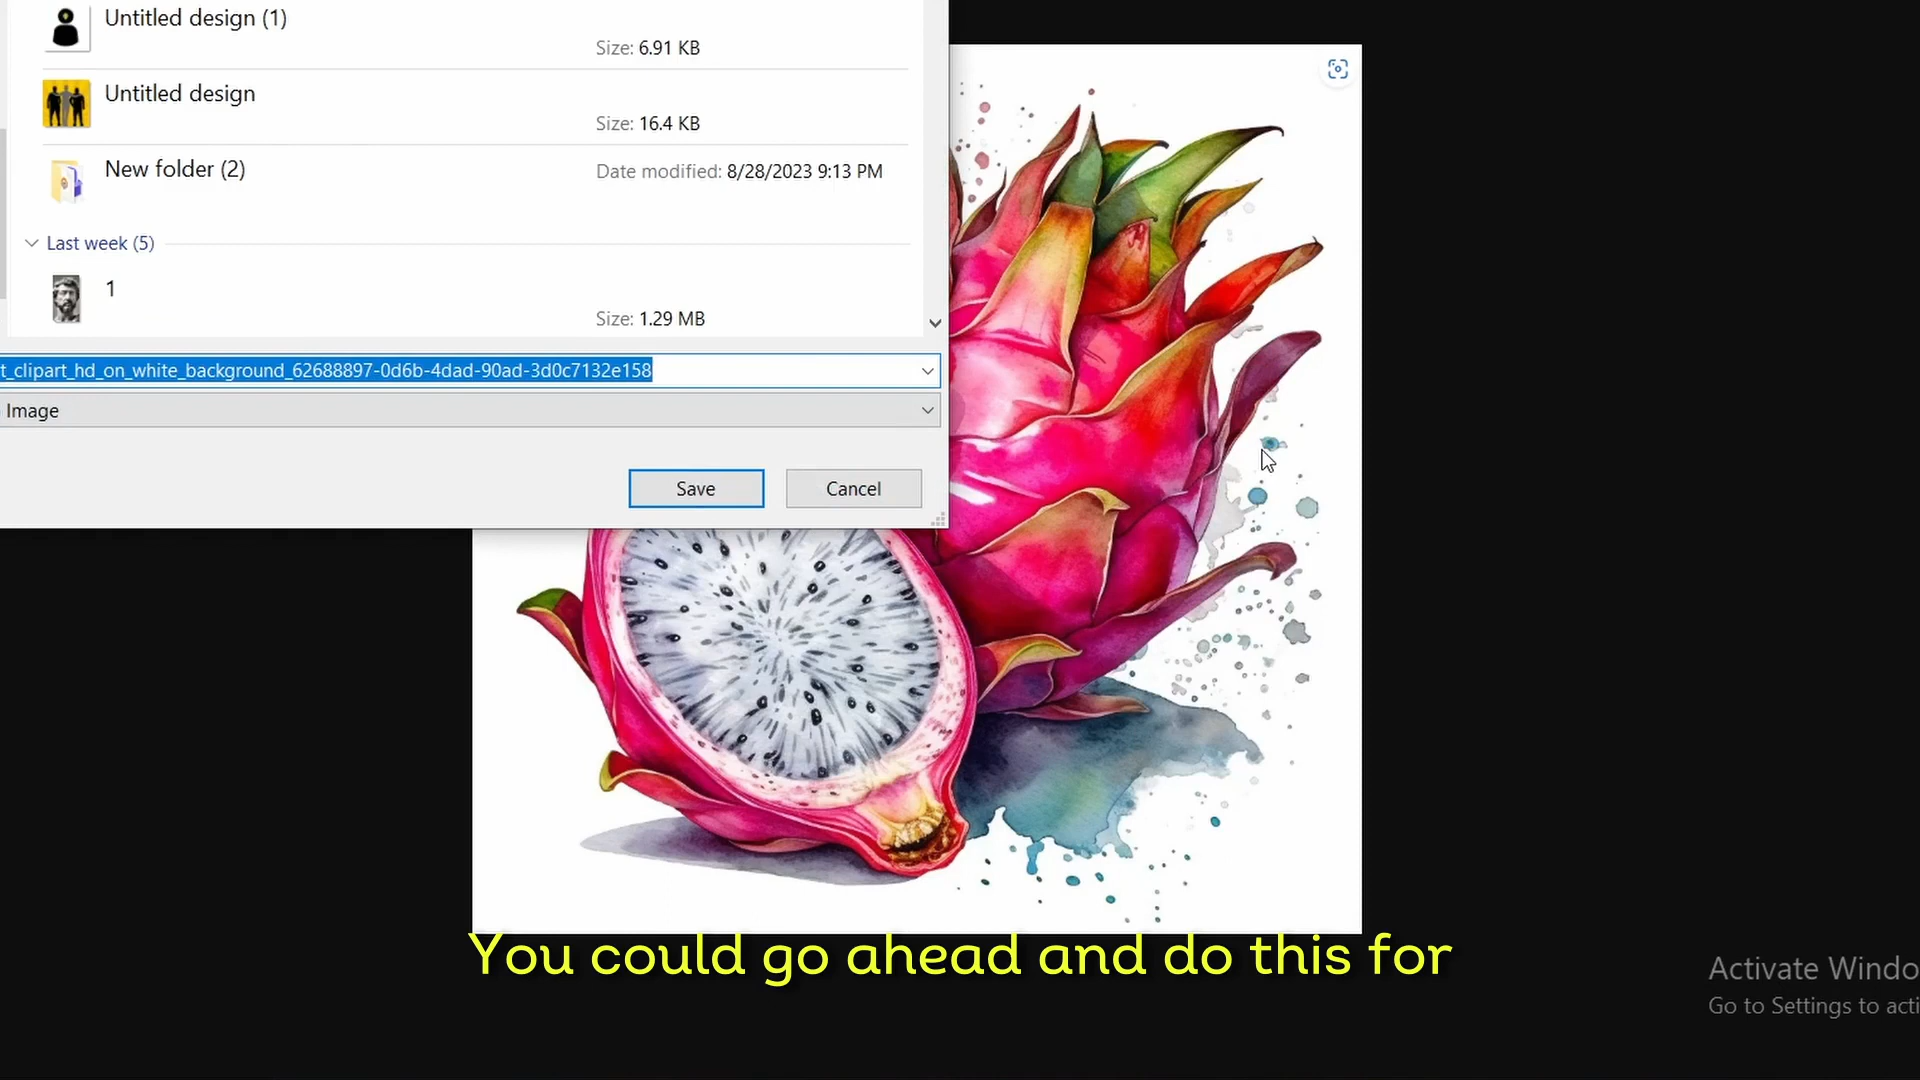 Untitled design (1)
Size: 6.91 KB
Untitled design
Size: 16.4 KB
New folder (2)
Date modified: 8/28/2023 9:13 PM
Last week (5)
1
Size: 1.29 MB
t_clipart_hd_on_white_background_62688897-0d6b-4dad-90ad-3d0c7132e158
Image
Save
Cancel
You could go ahead and do this for
Activate Windo
Go to Settings to acti